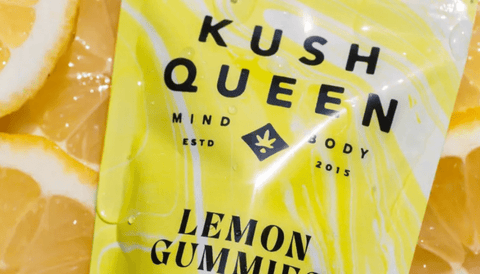 KUSH
QUEEN
MIND BODY
ESTD 2015
LEMON
GUMMIES